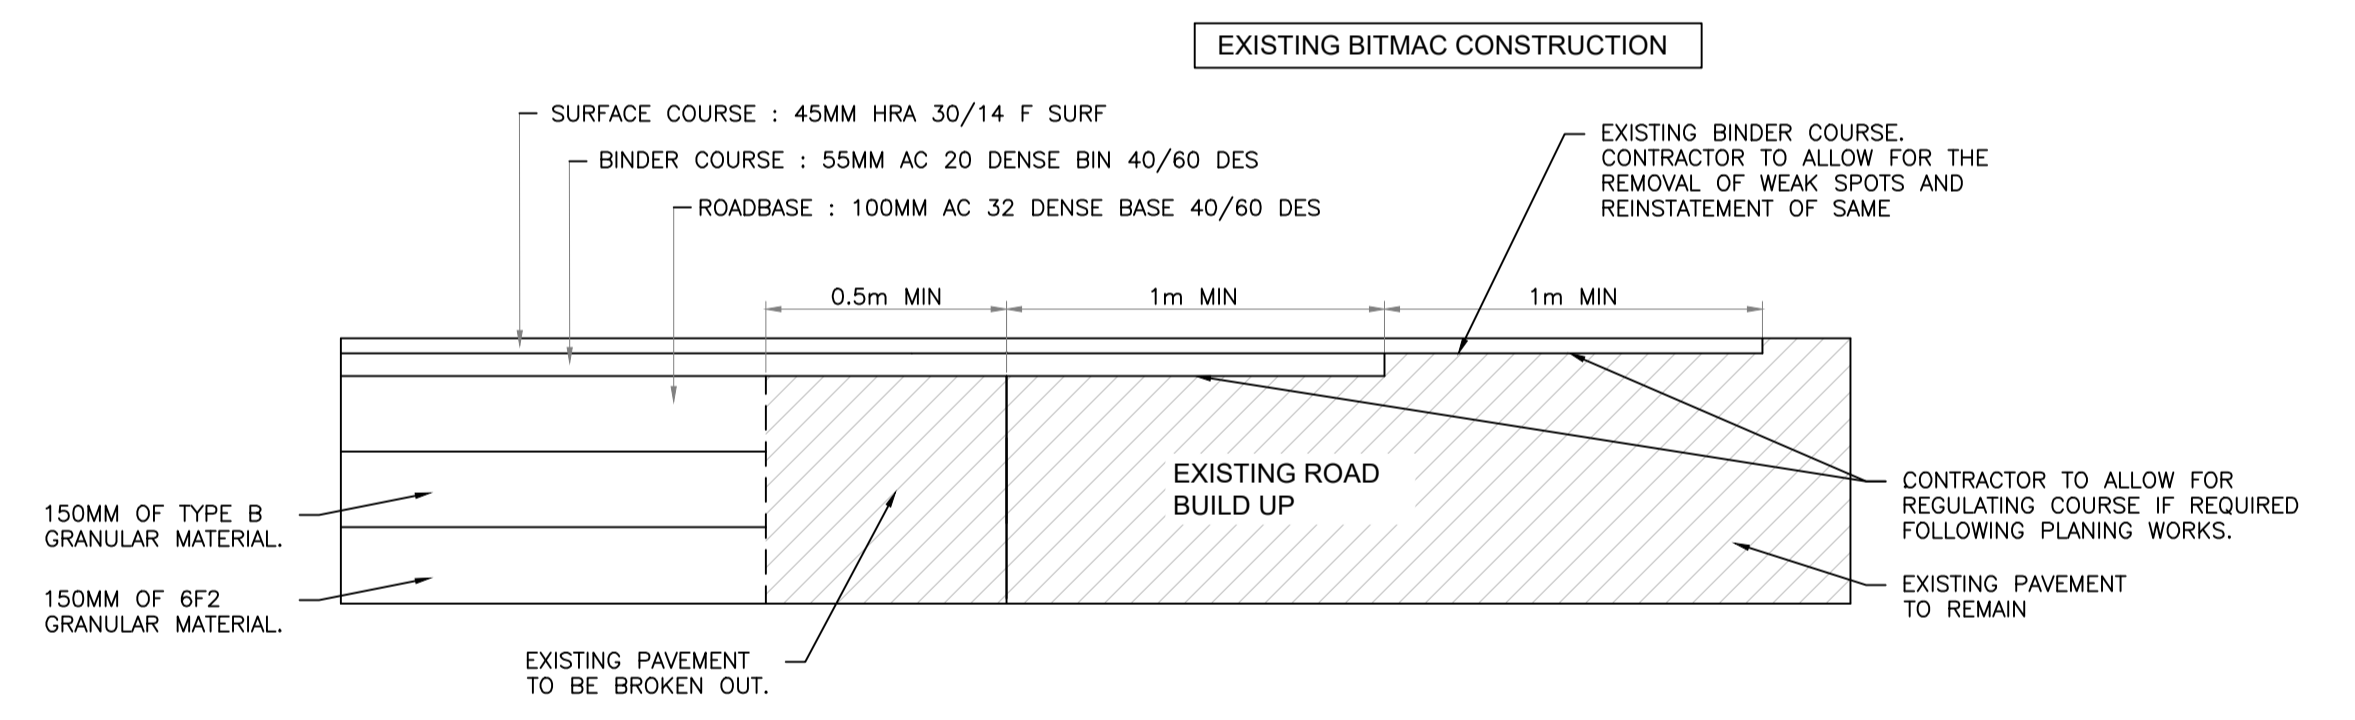 EXISTING BITMAC CONSTRUCTION
SURFACE COURSE : 45MM HRA 30/14 F SURF
BINDER COURSE : 55MM AC 20 DENSE BIN 40/60 DES
ROADBASE : 100MM AC 32 DENSE BASE 40/60 DES
EXISTING BINDER COURSE.
CONTRACTOR TO ALLOW FOR THE
REMOVAL OF WEAK SPOTS AND
REINSTATEMENT OF SAME
0.5m MIN
1m MIN
1m MIN
EXISTING ROAD
BUILD UP
150MM OF TYPE B
GRANULAR MATERIAL.
150MM OF 6F2
GRANULAR MATERIAL.
EXISTING PAVEMENT
TO BE BROKEN OUT.
CONTRACTOR TO ALLOW FOR
REGULATING COURSE IF REQUIRED
FOLLOWING PLANING WORKS.
EXISTING PAVEMENT
TO REMAIN